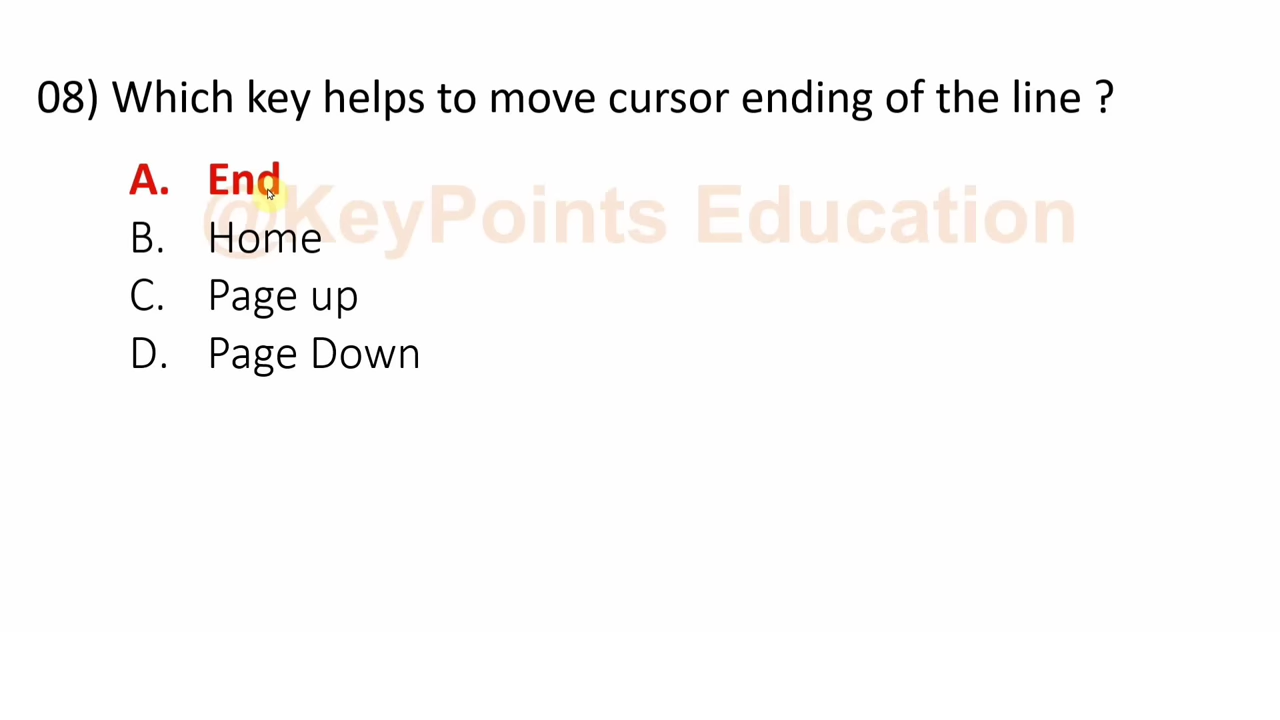 08) Which key helps to move cursor ending of the line ?
A. End
@KeyPoints Education
B. Home
C. Page up
D. Page Down